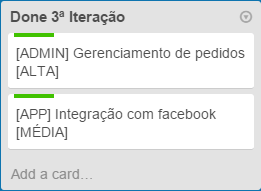 Done 3ª Iteração
[ADMIN] Gerenciamento de pedidos
[ALTA]
[APP] Integração com facebook
[MÉDIA]
Add a card...